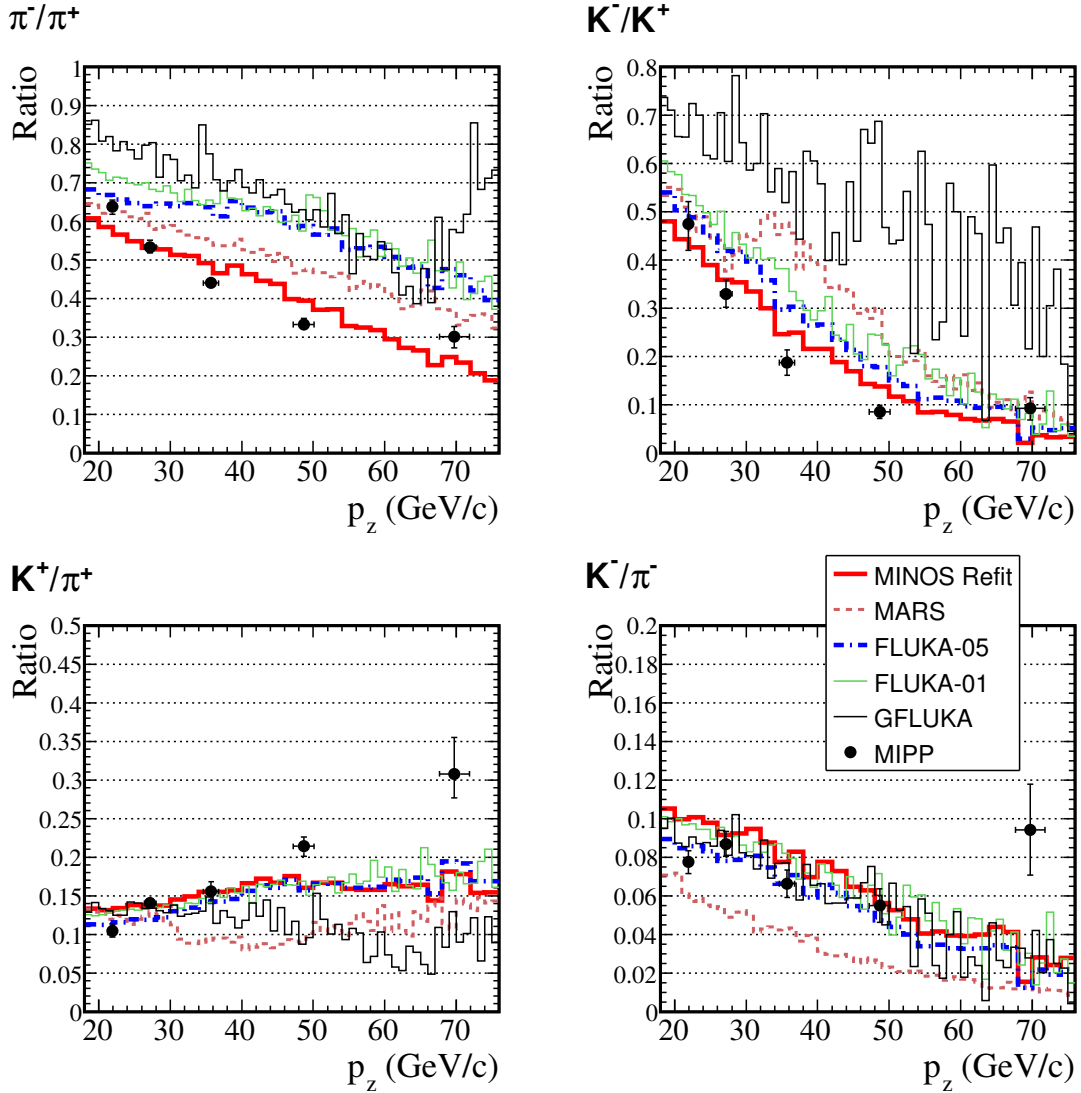 π⁻/π⁺
Ratio
1
0.9
0.8
0.7
0.6
0.5
0.4
0.3
0.2
0.1
0
20 30 40 50 60 70
p_z (GeV/c)
K⁻/K⁺
Ratio
0.8
0.7
0.6
0.5
0.4
0.3
0.2
0.1
0
20 30 40 50 60 70
p_z (GeV/c)
K⁺/π⁺
Ratio
0.5
0.45
0.4
0.35
0.3
0.25
0.2
0.15
0.1
0.05
0
20 30 40 50 60 70
p_z (GeV/c)
K⁻/π⁻
Ratio
0.2
0.18
0.16
0.14
0.12
0.1
0.08
0.06
0.04
0.02
0
20 30 40 50 60 70
p_z (GeV/c)
MINOS Refit
MARS
FLUKA-05
FLUKA-01
GFLUKA
MIPP